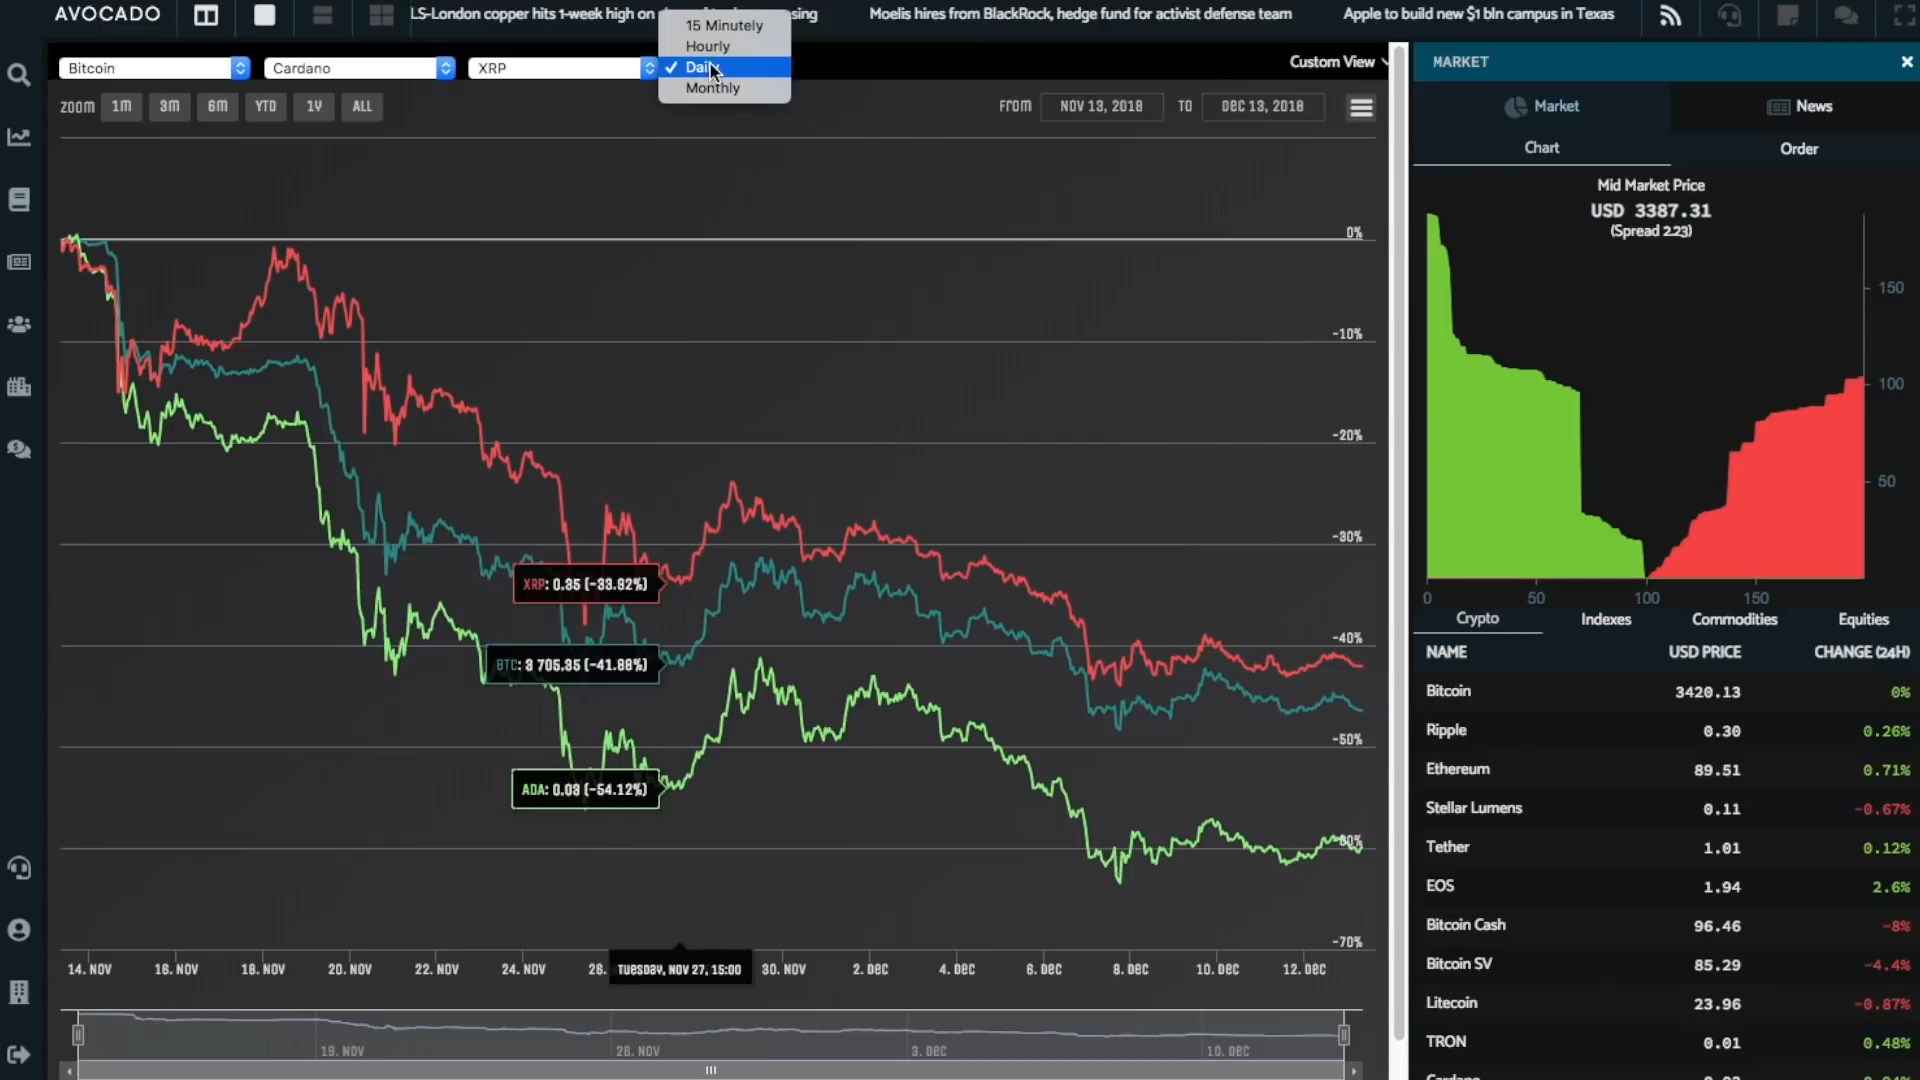 AVOCADO
LS-London copper hits 1-week high on
Moelis hires from BlackRock, hedge fund for activist defense team
Apple to build new $1 bln campus in Texas
Bitcoin
Cardano
XRP
15 Minutely
Hourly
✓ Daily
Monthly
Custom View
ZOOM 1M 3M 6M YTD 1Y ALL
FROM NOV 13, 2018 TO DEC 13, 2018
0%
-10%
-20%
-30%
-40%
-50%
-60%
-70%
XRP: 0.35 (-33.92%)
BTC: 3 705.35 (-41.88%)
ADA: 0.03 (-54.12%)
14. NOV 16. NOV 18. NOV 20. NOV 22. NOV 24. NOV 28. TUESDAY, NOV 27, 15:00 30. NOV 2. DEC 4. DEC 6. DEC 8. DEC 10. DEC 12. DEC
19. NOV 26. NOV 3. DEC 10. DEC
MARKET
Market News
Chart Order
Mid Market Price
USD 3387.31
(Spread 2.23)
150
100
50
0 50 100 150
Crypto Indexes Commodities Equities
NAME USD PRICE CHANGE (24H)
Bitcoin 3420.13 0%
Ripple 0.30 0.26%
Ethereum 89.51 0.71%
Stellar Lumens 0.11 -0.67%
Tether 1.01 0.12%
EOS 1.94 2.6%
Bitcoin Cash 96.46 -8%
Bitcoin SV 85.29 -4.4%
Litecoin 23.96 -0.87%
TRON 0.01 0.48%
Cardano